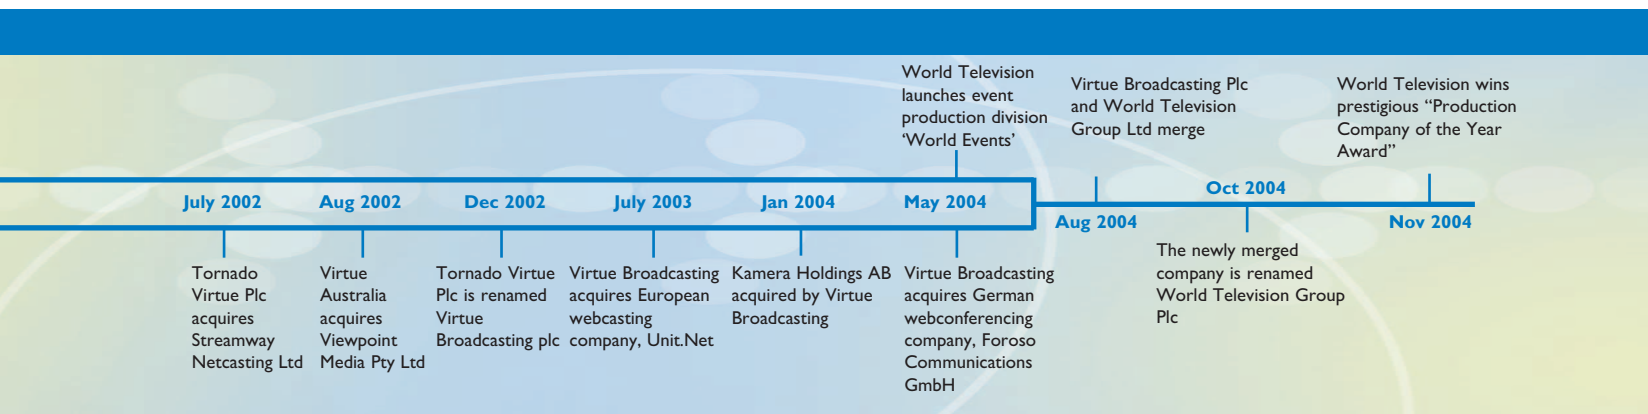 World Television
launches event
production division
‘World Events’
Virtue Broadcasting Plc
and World Television
Group Ltd merge
World Television wins
prestigious “Production
Company of the Year
Award”
July 2002
Aug 2002
Dec 2002
July 2003
Jan 2004
May 2004
Aug 2004
Oct 2004
Nov 2004
Tornado
Virtue Plc
acquires
Streamway
Netcasting Ltd
Virtue
Australia
acquires
Viewpoint
Media Pty Ltd
Tornado Virtue
Plc is renamed
Virtue
Broadcasting plc
Virtue Broadcasting
acquires European
webcasting
company, Unit.Net
Kamera Holdings AB
acquired by Virtue
Broadcasting
Virtue Broadcasting
acquires German
webconferencing
company, Foroso
Communications
GmbH
The newly merged
company is renamed
World Television Group
Plc